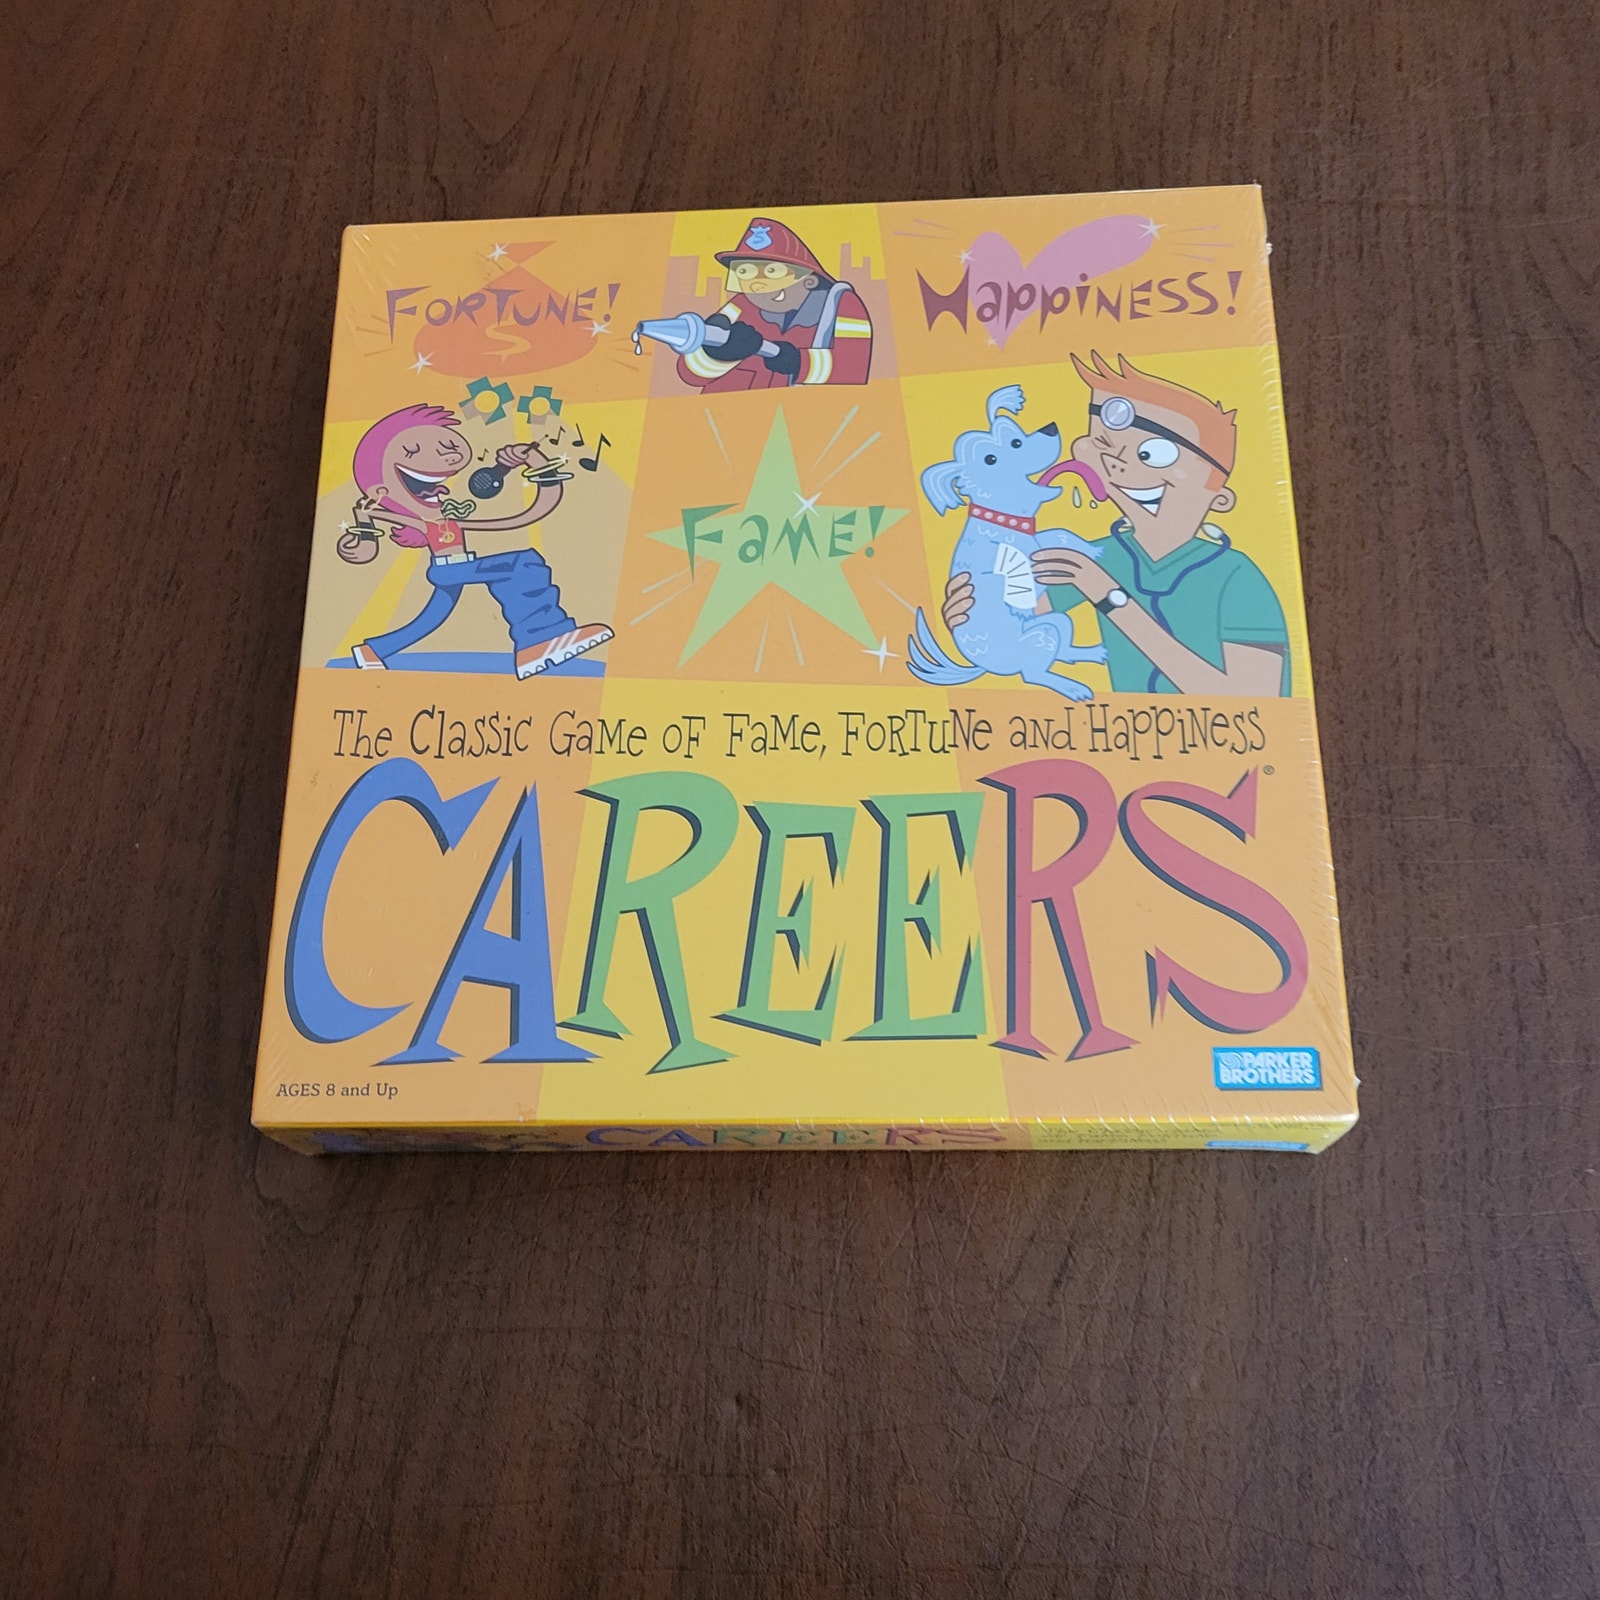 FORTUNE!
5
Happiness!
Fame!
The Classic Game of Fame, Fortune and Happiness
CAREERS®
AGES 8 and Up
PARKER
BROTHERS
CAREERS